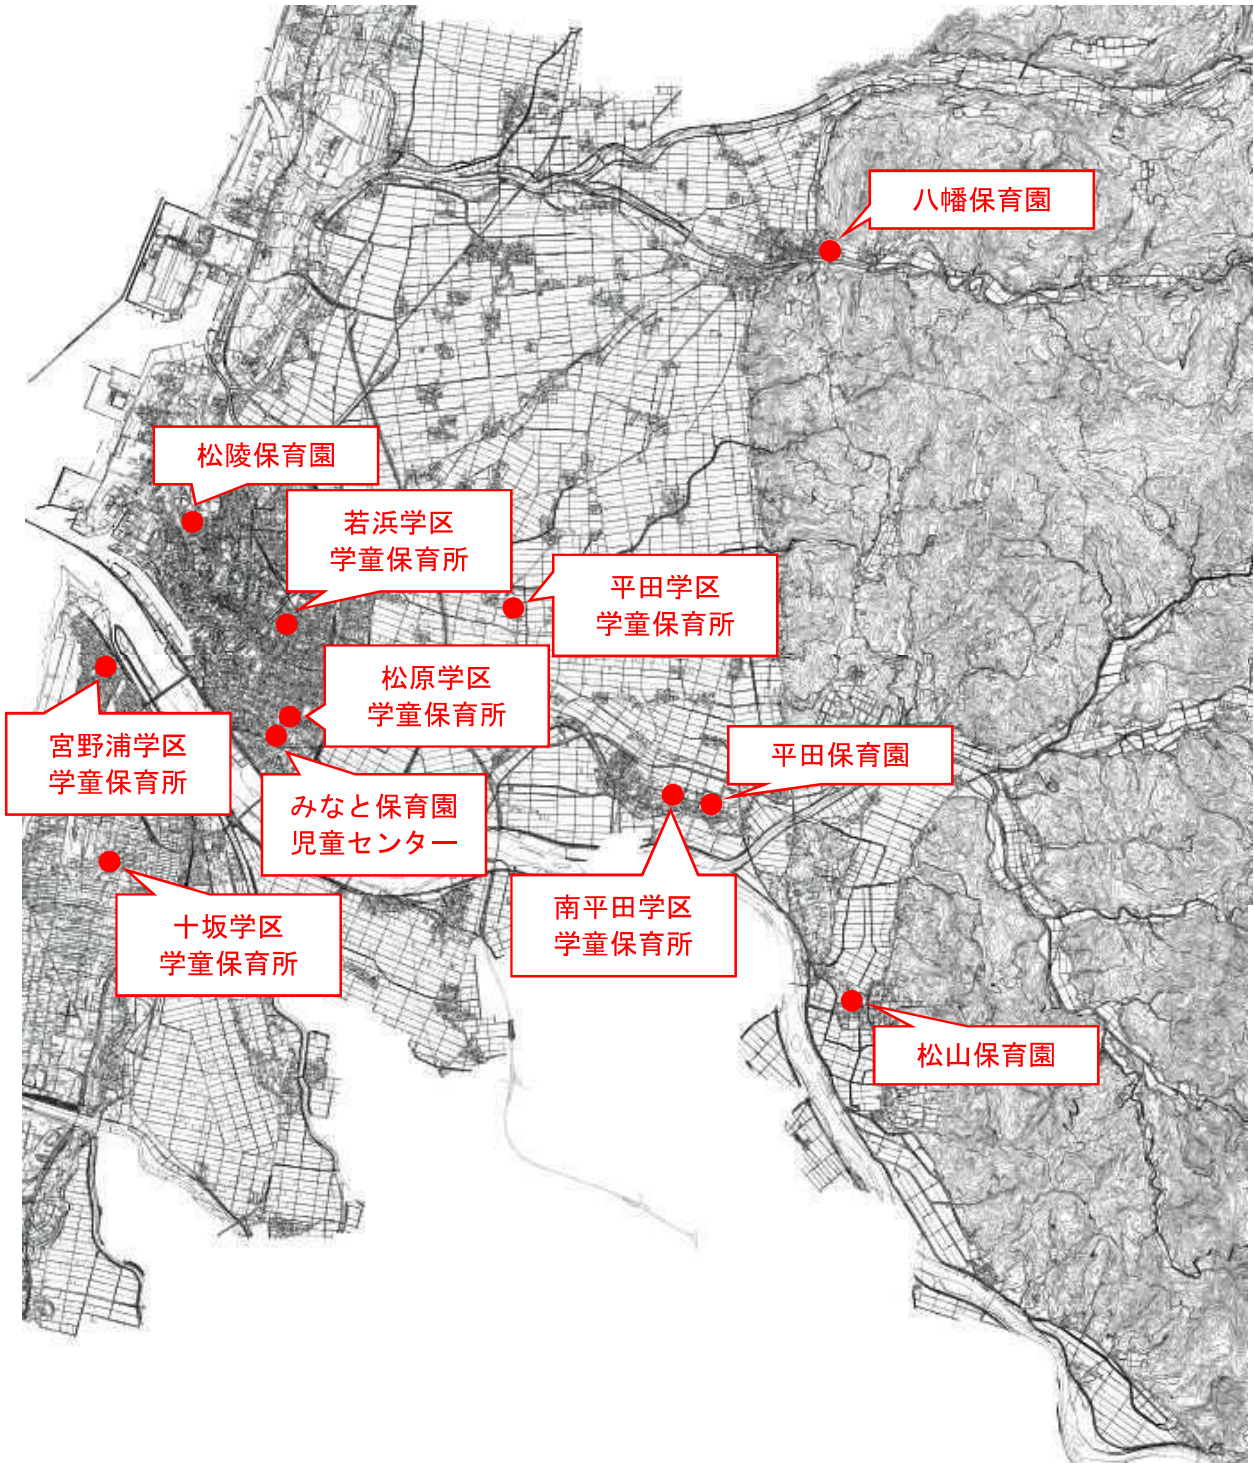 八幡保育園
松陵保育園
若浜学区
学童保育所
平田学区
学童保育所
松原学区
学童保育所
宮野浦学区
学童保育所
平田保育園
みなと保育園
児童センター
南平田学区
学童保育所
十坂学区
学童保育所
松山保育園